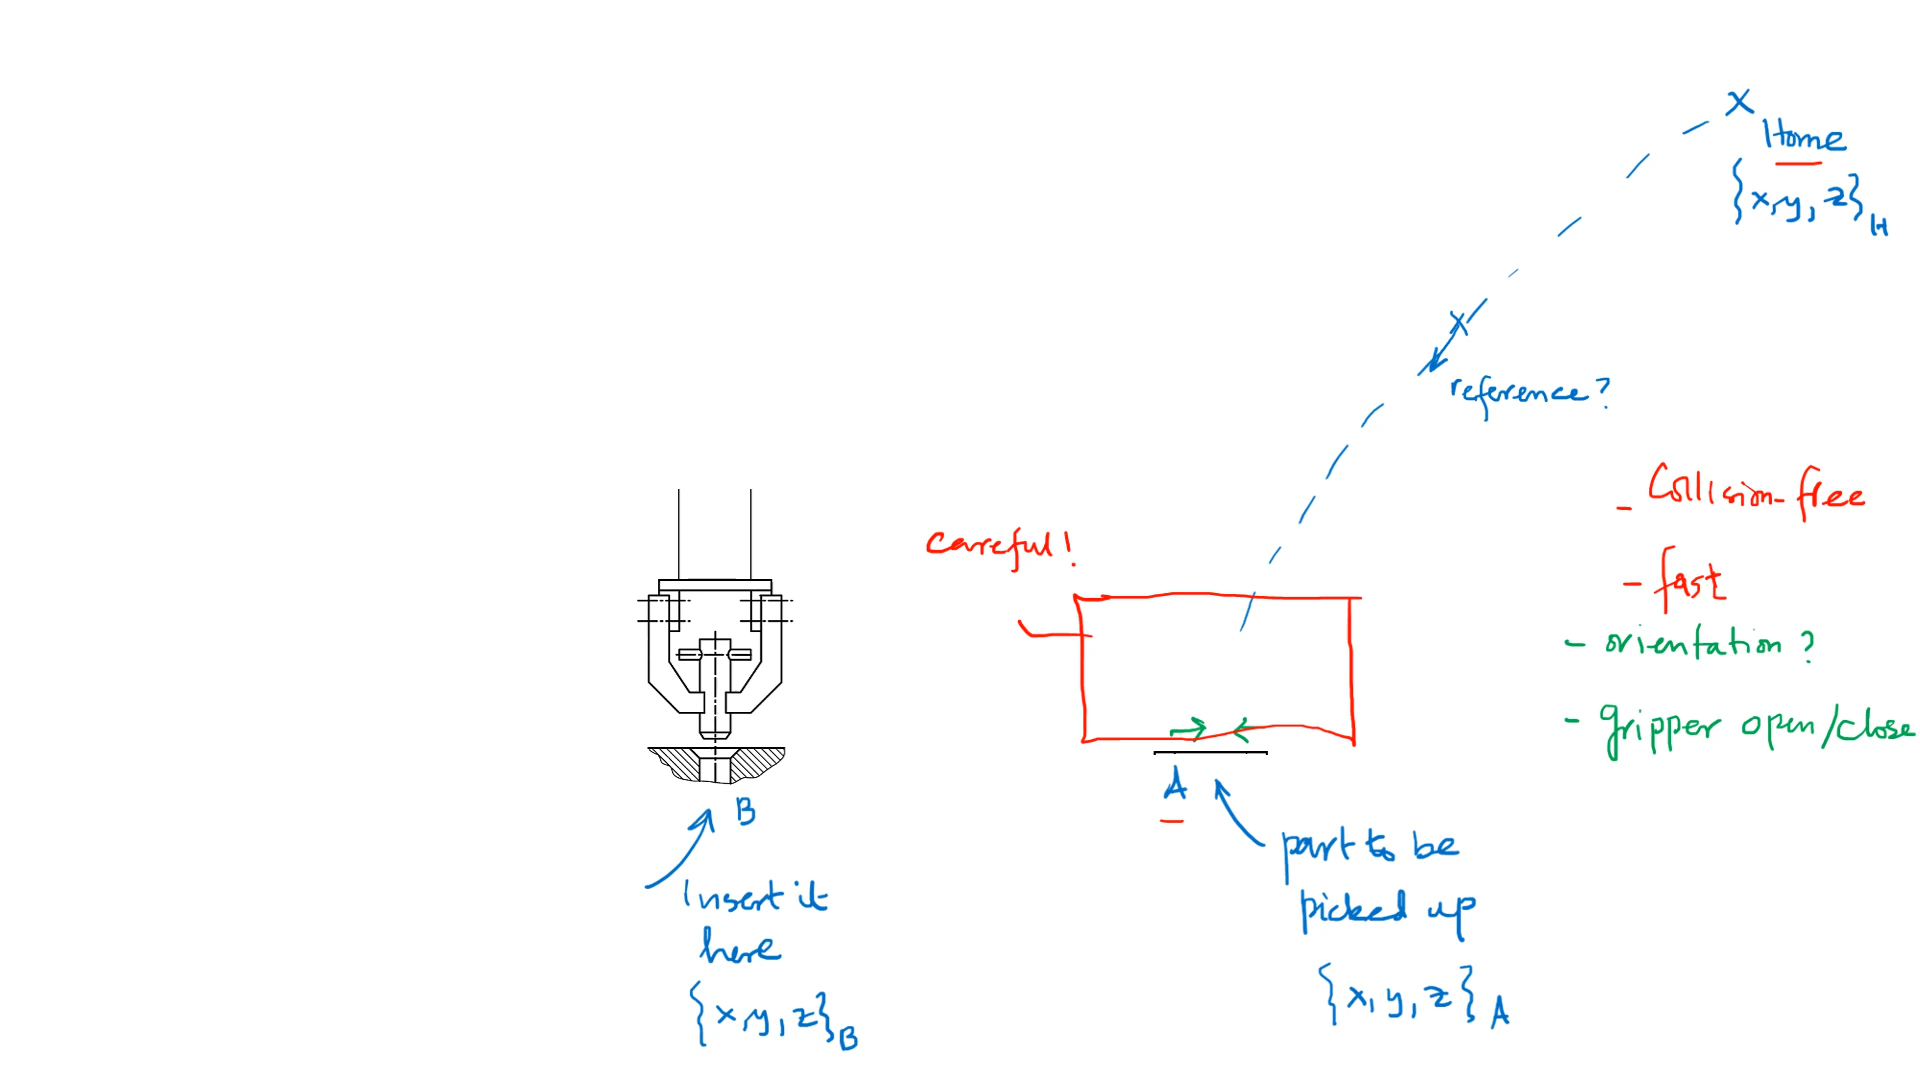 x
Home
{x,y,z}H
x
reference?
- Collision-free
careful!
- fast
- orientation?
- gripper open/close
A
B
part to be
picked up
{x,y,z}A
Insert it
here
{x,y,z}B